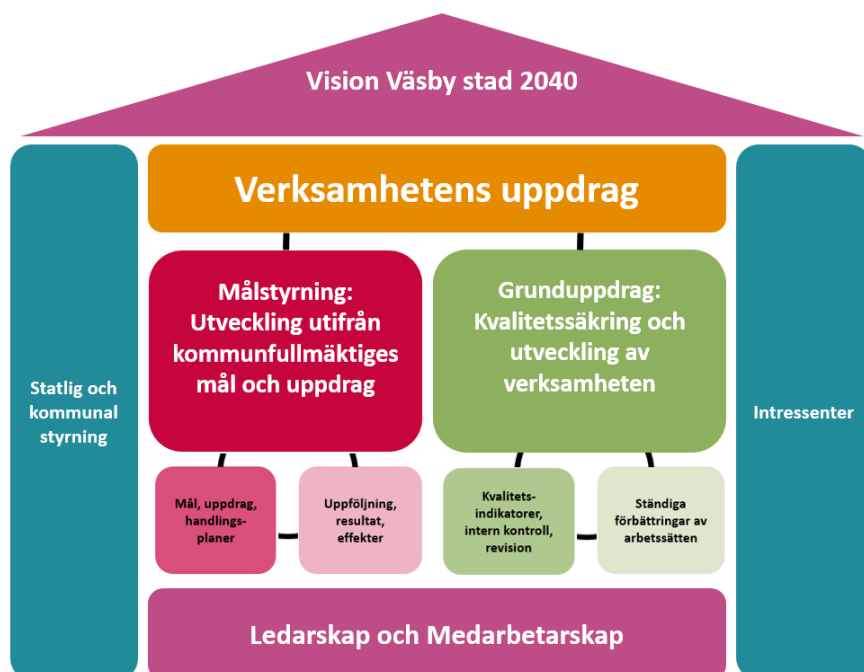 Vision Väsby stad 2040
Verksamhetens uppdrag
Statlig och
kommunal
styrning
Målstyrning:
Utveckling utifrån
kommunfullmäktiges
mål och uppdrag
Grunduppdrag:
Kvalitetssäkring och
utveckling av
verksamheten
Intressenter
Mål, uppdrag,
handlings-
planer
Uppföljning,
resultat,
effekter
Kvalitets-
indikatorer,
intern kontroll,
revision
Ständiga
förbättringar av
arbetssätten
Ledarskap och Medarbetarskap